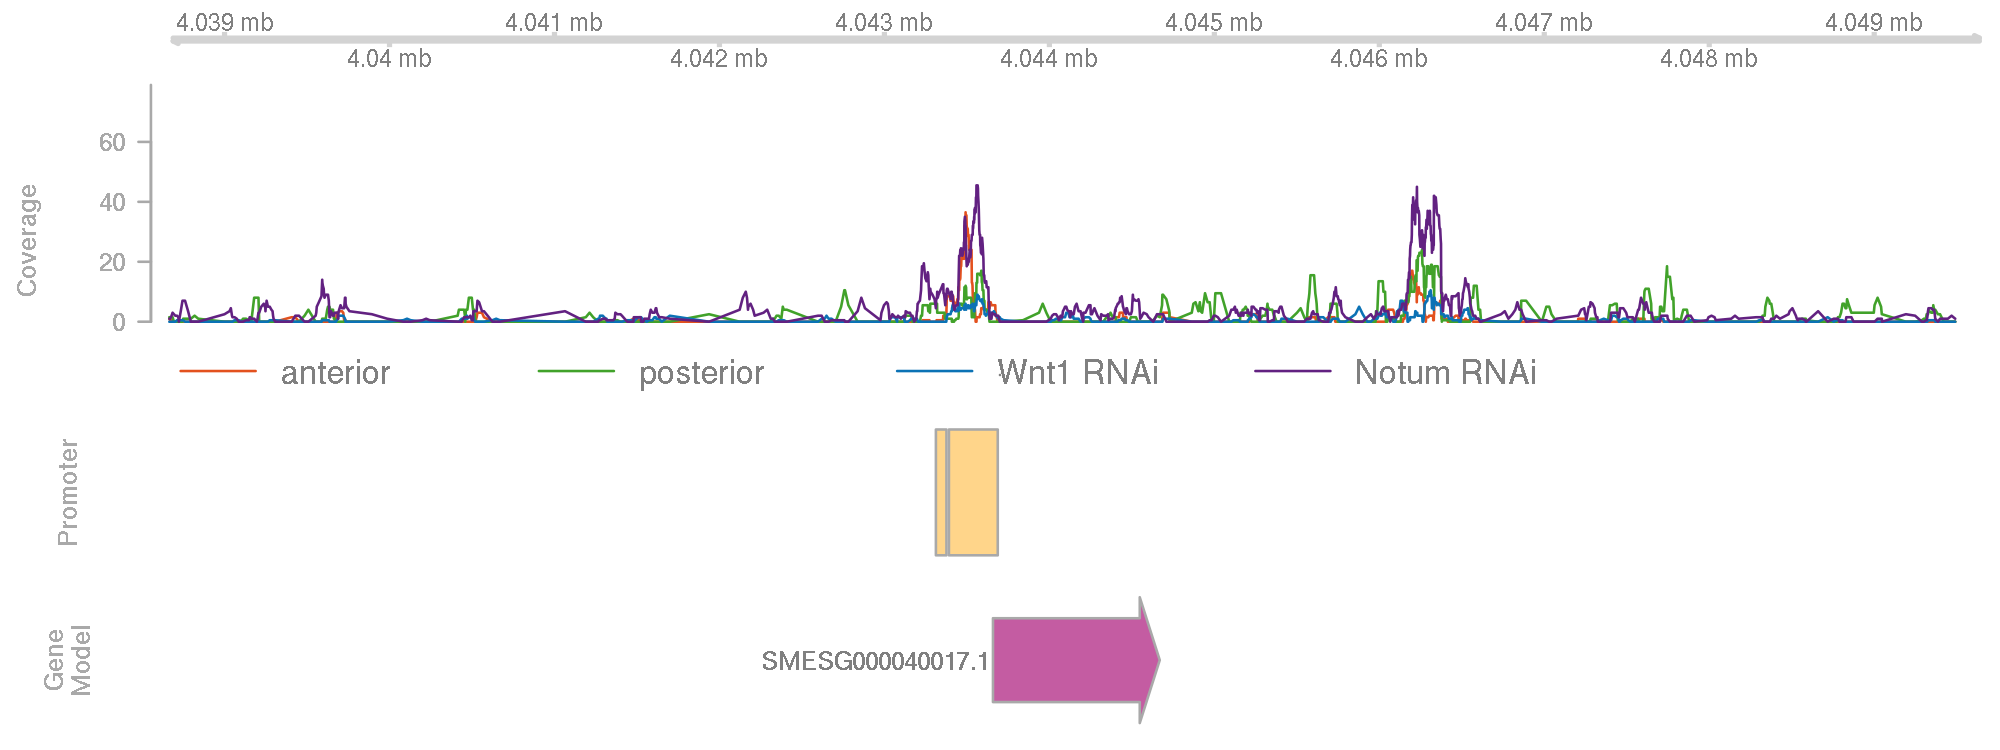 4.039 mb 4.041 mb 4.043 mb 4.045 mb 4.047 mb 4.049 mb
4.04 mb 4.042 mb 4.044 mb 4.046 mb 4.048 mb
Coverage
60
40
20
0
anterior posterior Wnt1 RNAi Notum RNAi
Promoter
Gene
Model
SMESG000040017.1